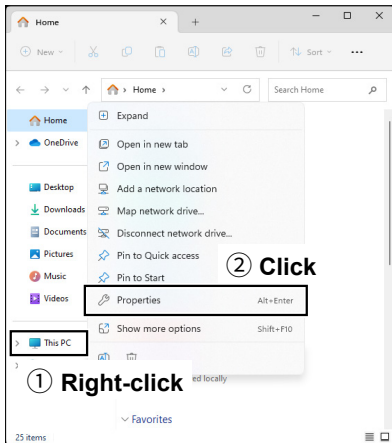 Home
New
Sort
Home
Search Home
Home
Expand
OneDrive
Open in new tab
Open in new window
Desktop
Add a network location
Downloads
Map network drive...
Documents
Disconnect network drive...
Pictures
Pin to Quick access
② Click
Music
Pin to Start
Videos
Properties Alt+Enter
Show more options Shift+F10
This PC
① Right-click
ed locally
Favorites
25 items